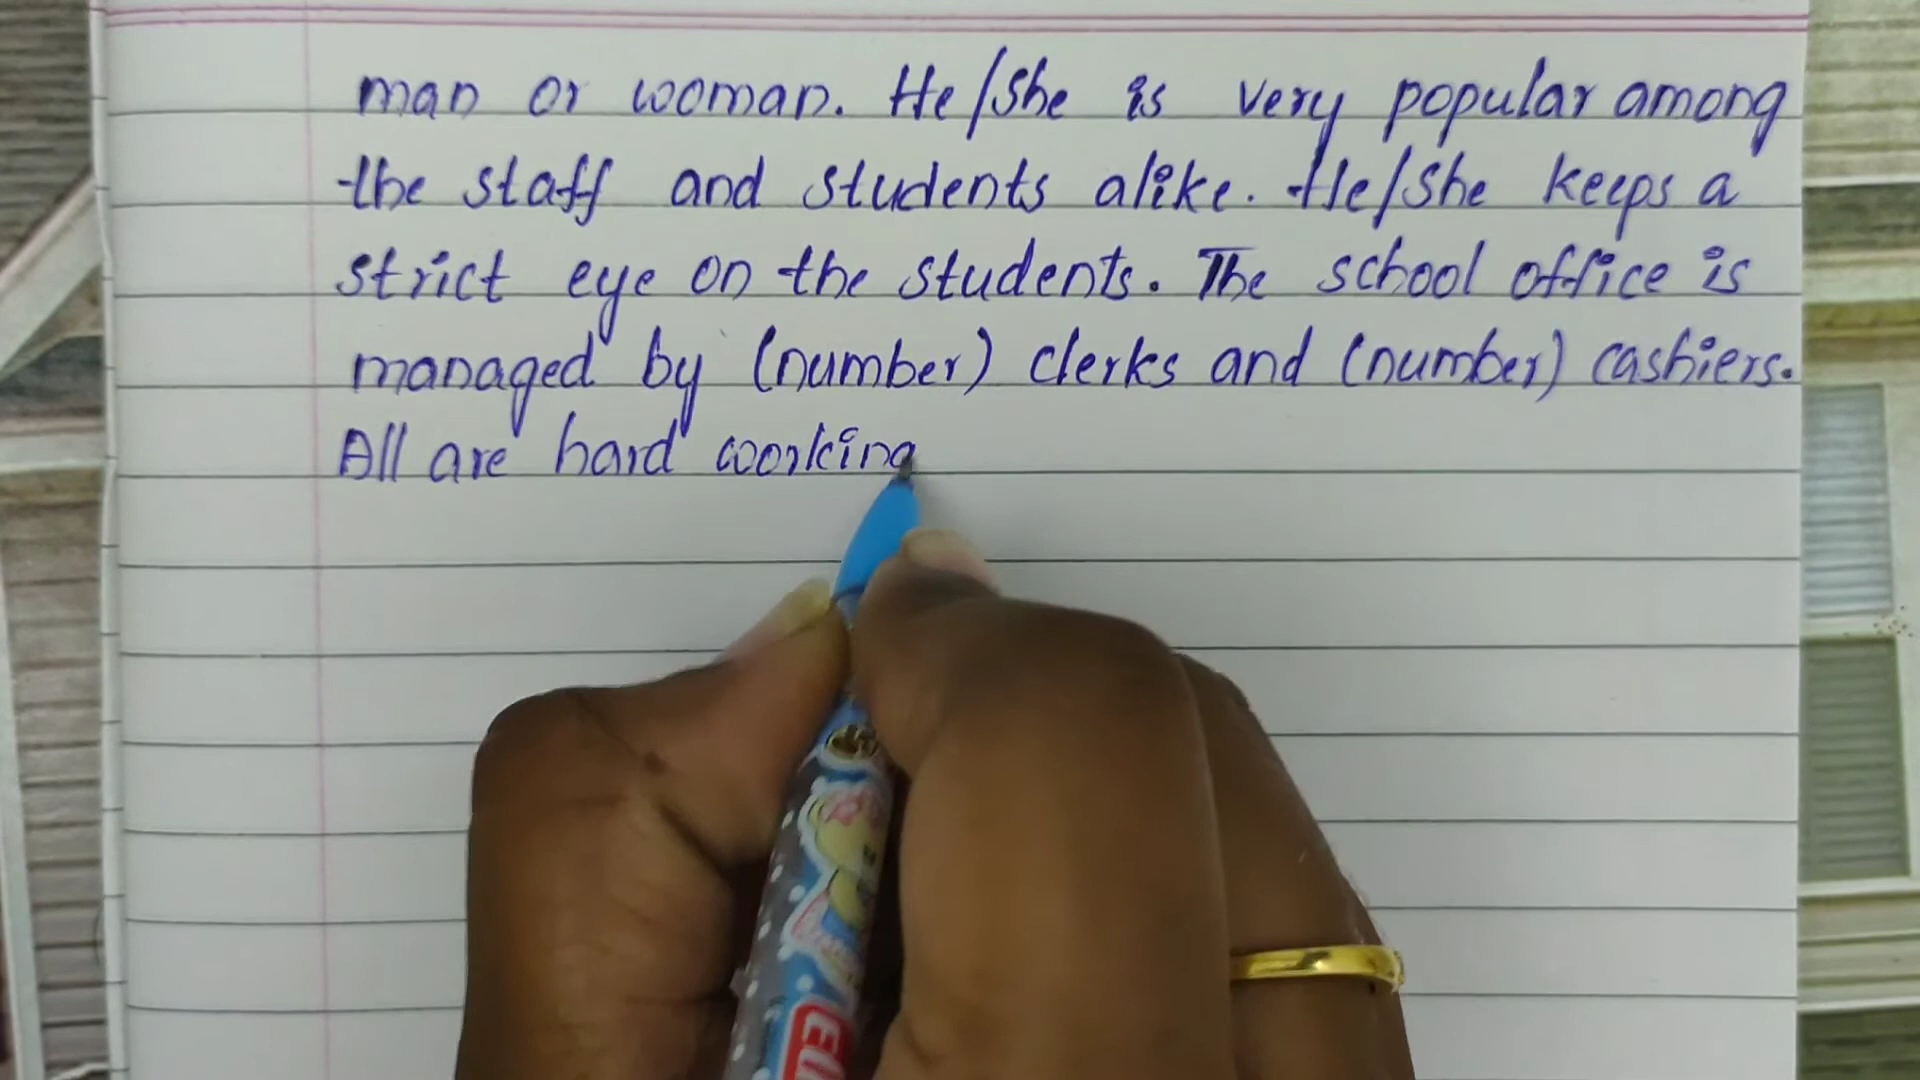 man or woman. He/She is very popular among
the staff and students alike. He/She keeps a
strict eye on the students. The school office is
managed by (number) clerks and (number) cashiers.
All are hard working